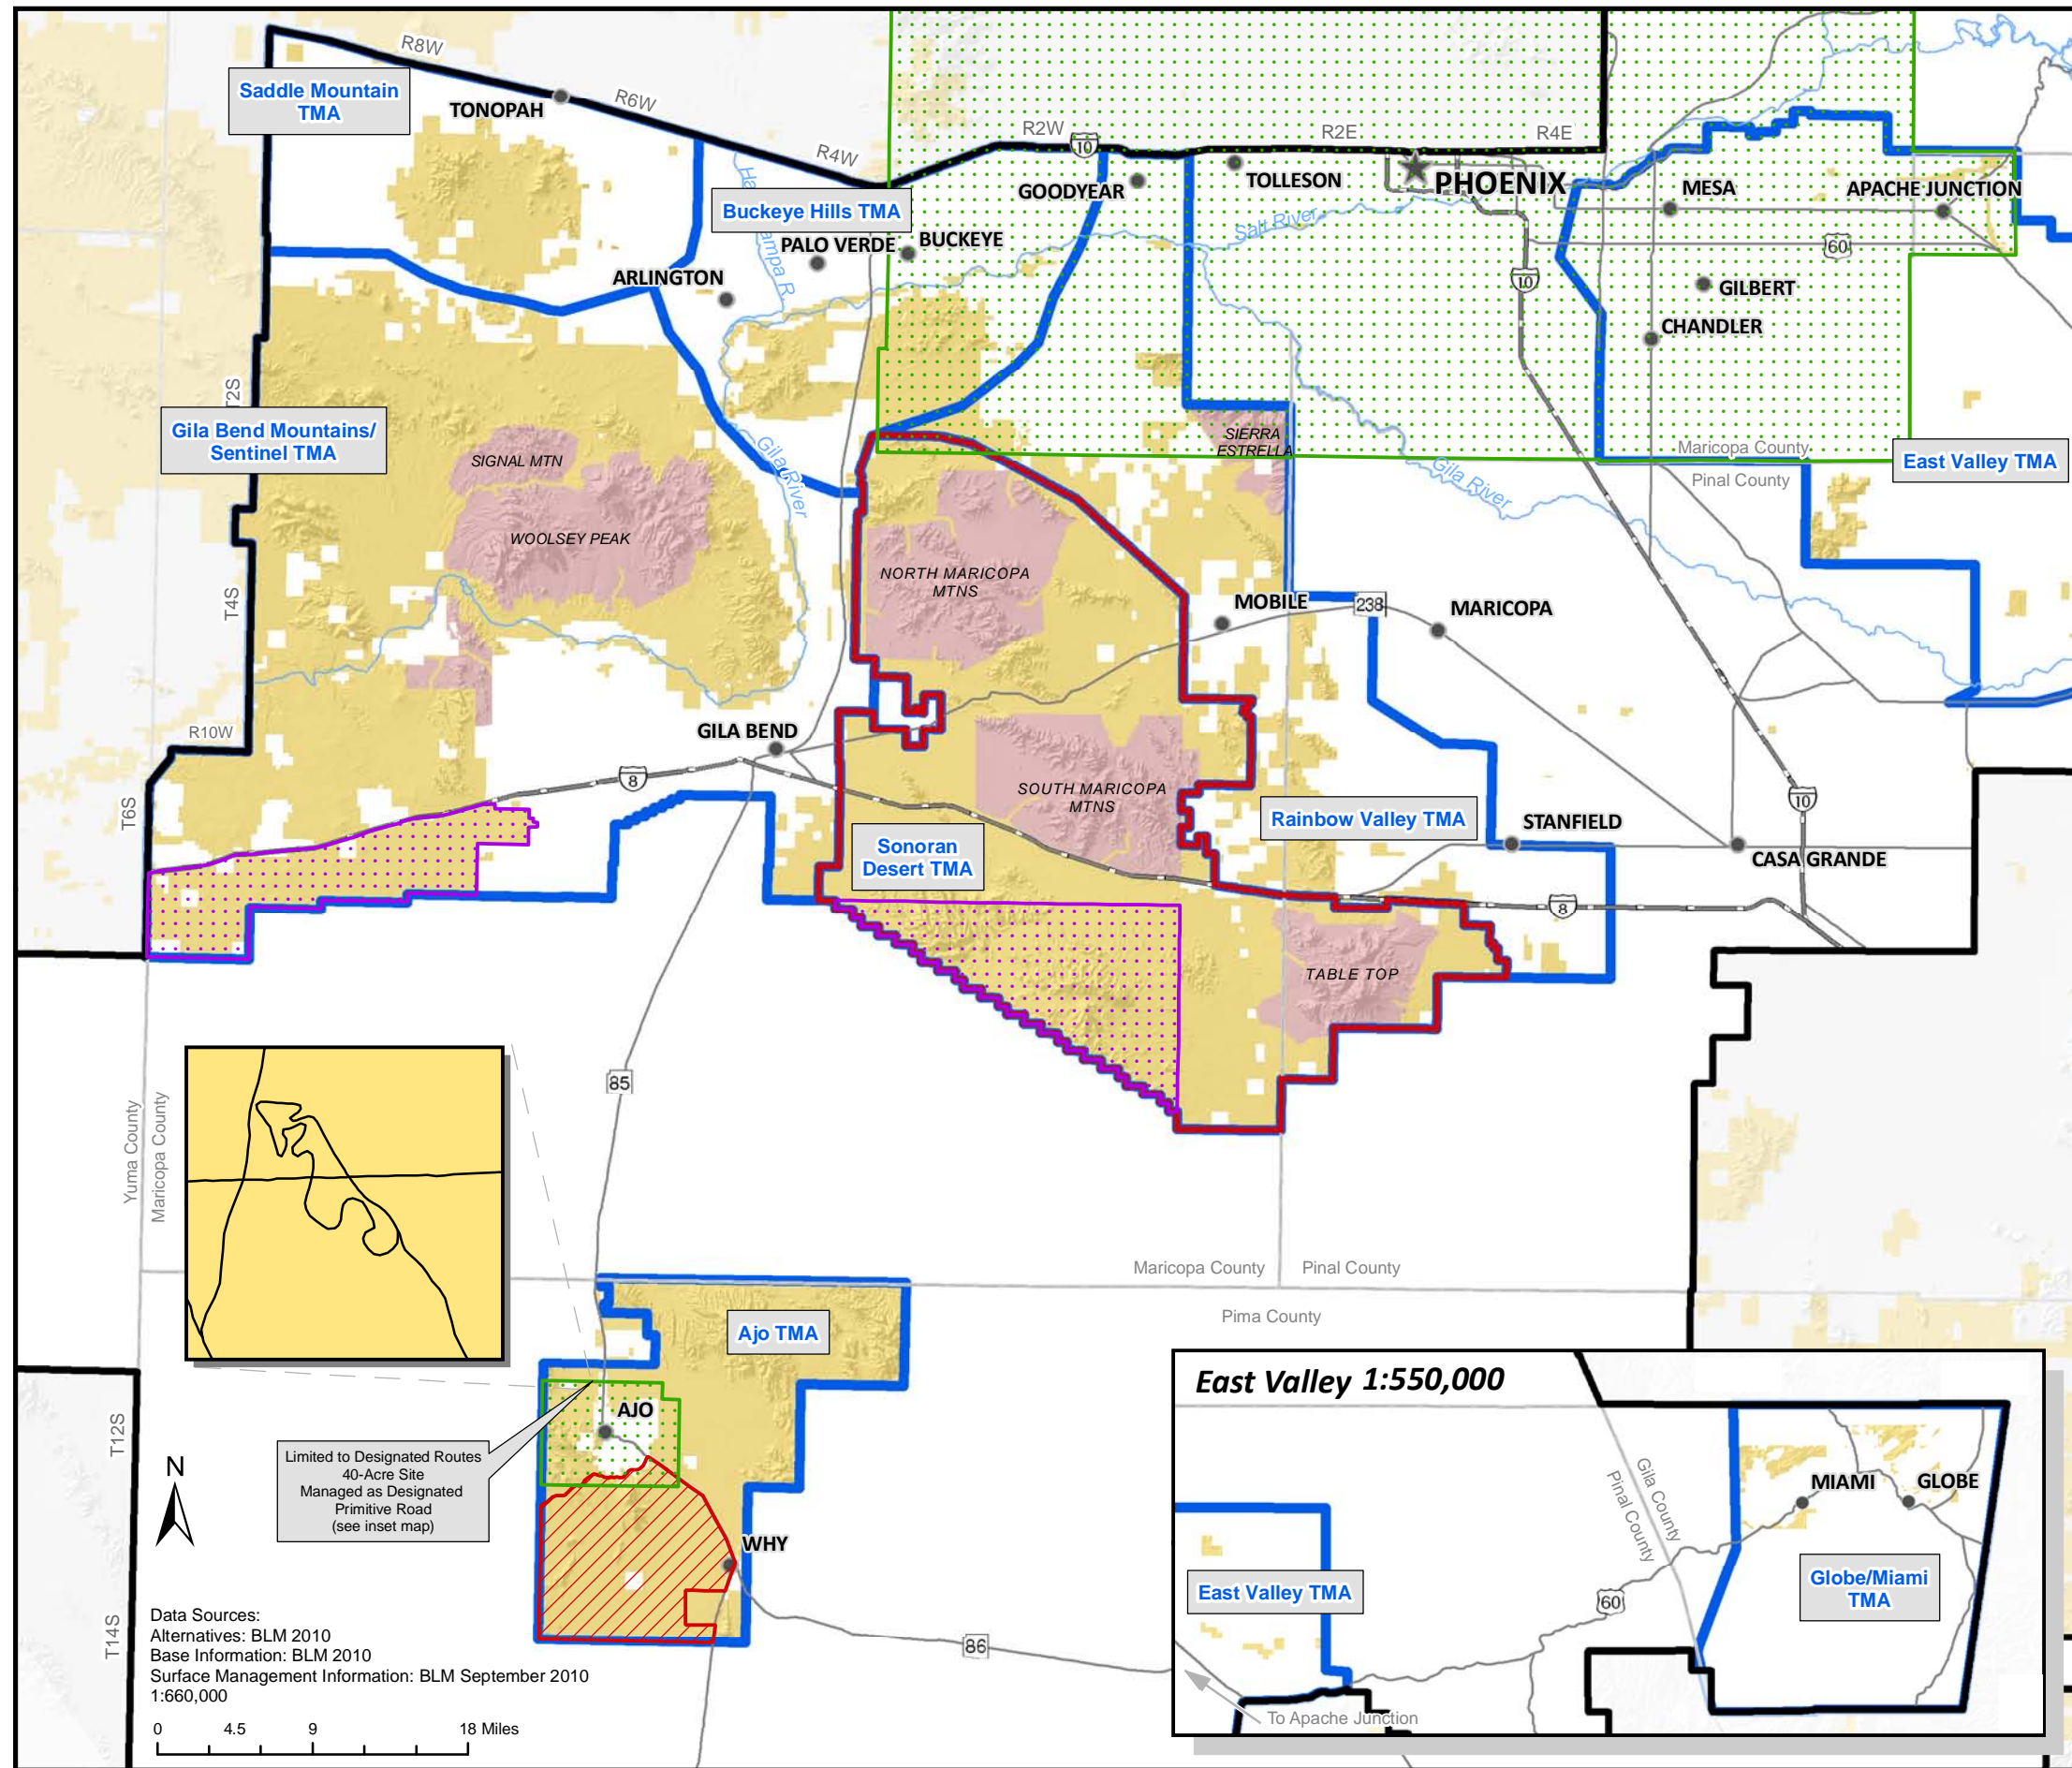 R8W
Saddle Mountain
TMA
TONOPAH
R6W
R4W
R2W
10
R2E
R4E
TOLLESON
GOODYEAR
PHOENIX
MESA
APACHE JUNCTION
Buckeye Hills TMA
Salt River
60
PALO VERDE
BUCKEYE
ARLINGTON
10
GILBERT
CHANDLER
T2S
Gila Bend Mountains/
Sentinel TMA
SIGNAL MTN
Gila River
SIERRA
ESTRELLA
Gila River
Maricopa County
Pinal County
East Valley TMA
WOOLSEY PEAK
NORTH MARICOPA
MTNS
T4S
MOBILE
238
MARICOPA
R10W
GILA BEND
8
SOUTH MARICOPA
MTNS
T6S
Rainbow Valley TMA
STANFIELD
10
Sonoran
Desert TMA
CASA GRANDE
8
TABLE TOP
85
Yuma County
Maricopa County
Maricopa County
Pinal County
Pima County
Ajo TMA
East Valley 1:550,000
AJO
T12S
N
Limited to Designated Routes
40-Acre Site
Managed as Designated
Primitive Road
(see inset map)
WHY
Gila County
Pinal County
MIAMI
GLOBE
East Valley TMA
60
Globe/Miami
TMA
T14S
86
To Apache Junction
Data Sources:
Alternatives: BLM 2010
Base Information: BLM 2010
Surface Management Information: BLM September 2010
1:660,000
0 4.5 9 18 Miles